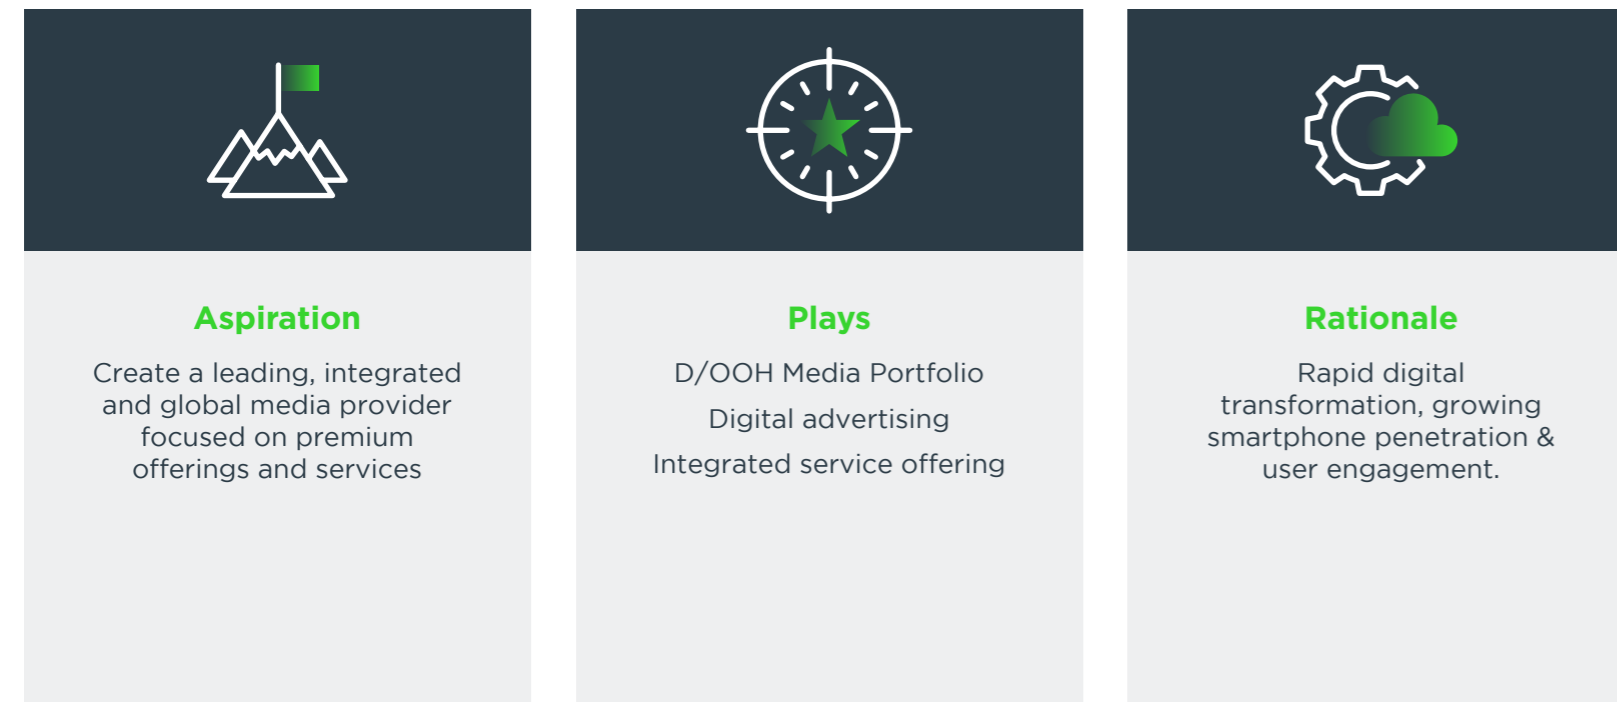 Aspiration
Create a leading, integrated
and global media provider
focused on premium
offerings and services
Plays
D/OOH Media Portfolio
Digital advertising
Integrated service offering
Rationale
Rapid digital
transformation, growing
smartphone penetration &
user engagement.